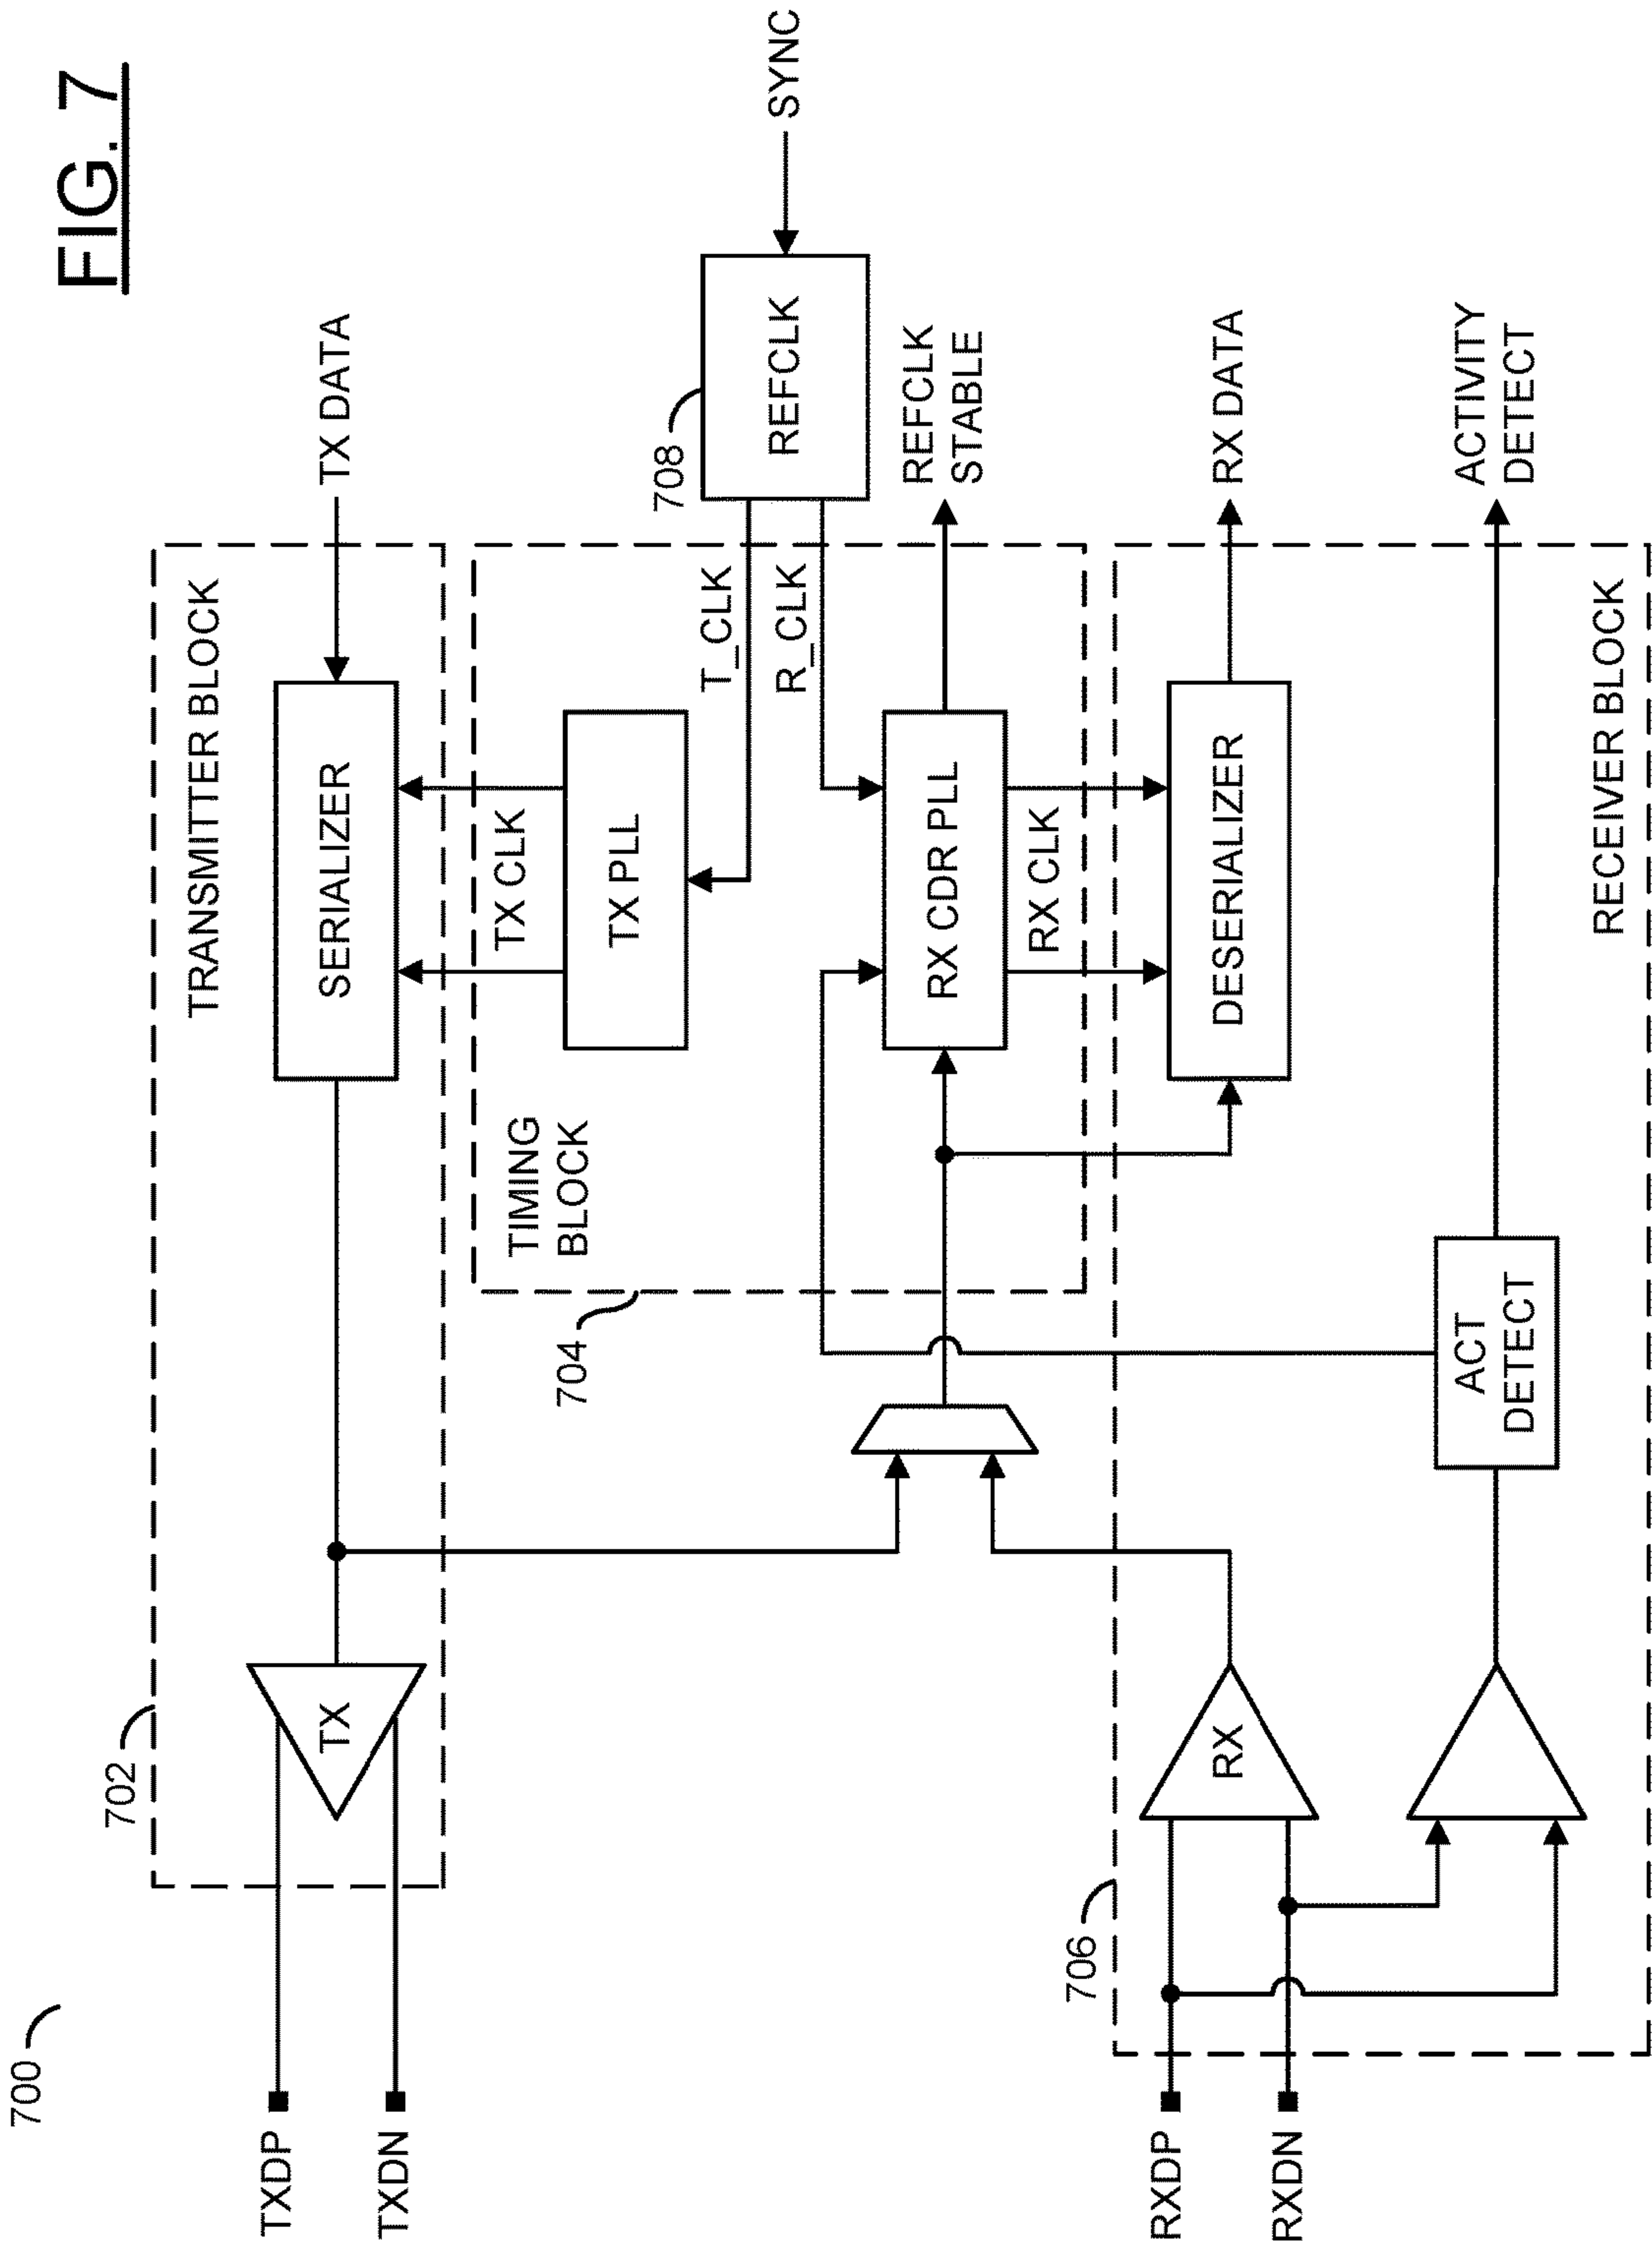 FIG. 7
700
702
TRANSMITTER BLOCK
TXDP
TXDN
TX
SERIALIZER
TX DATA
704
TIMING
BLOCK
TX CLK
TX PLL
T_CLK
R_CLK
708
REFCLK
SYNC
RX CDR PLL
REFCLK
STABLE
RX CLK
706
RXDP
RXDN
RX
DESERIALIZER
RX DATA
ACT
DETECT
ACTIVITY
DETECT
RECEIVER BLOCK